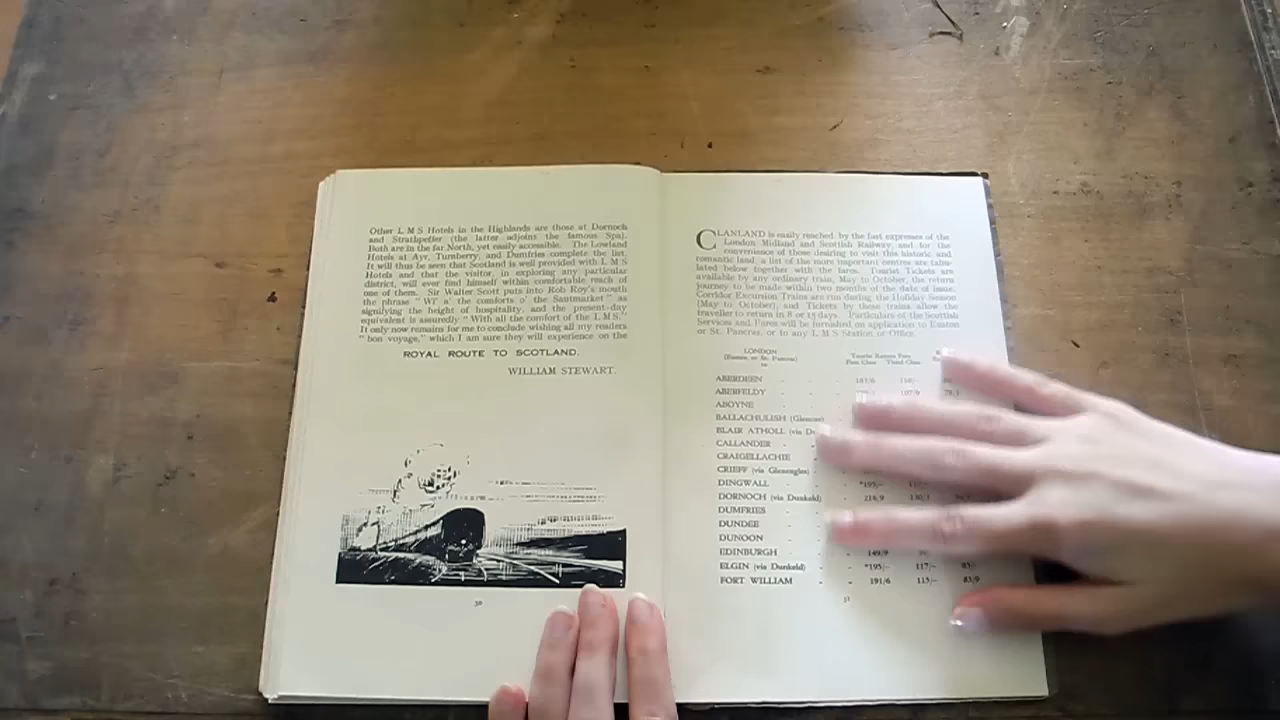 Other L M S Hotels in the Highlands are those at Dornoch
and Strathpeffer (the latter adjoins the famous Spa).
Both are in the far North, yet easily accessible. The Lowland
Hotels at Ayr, Turnberry, and Dumfries complete the list.
It will thus be seen that Scotland is well provided with L M S
Hotels and that the visitor, in exploring any particular
district, will ever find himself within comfortable reach of
one of them. Sir Walter Scott puts into Rob Roy's mouth
the phrase "Wi' a' the comforts o' the Sautmarket" as
signifying the height of hospitality, and the present-day
equivalent is assuredly "With all the comfort of the L M S."
It only now remains for me to conclude wishing all my readers
"bon voyage," which I am sure they will experience on the
ROYAL ROUTE TO SCOTLAND.
WILLIAM STEWART.
30
CLANLAND is easily reached by the fast expresses of the
London Midland and Scottish Railway, and for the
convenience of those desiring to visit this historic and
romantic land, a list of the more important centres are tabu-
lated below together with the fares. Tourist Tickets are
available by any ordinary train, May to October, the return
journey to be made within two months of the date of issue.
Corridor Excursion Trains are run during the Holiday Season
(May to October), and Tickets by these trains allow the
traveller to return in 8 or 15 days. Particulars of the Scottish
Services and Fares will be furnished on application to Euston
or St. Pancras, or to any L M S Station or Office.
LONDON
(Euston or St. Pancras)
to
Tourist Return Fare
First Class Third Class
ABERDEEN
ABERFELDY 107/9
ABOYNE
BALLACHULISH (Glencoe)
BLAIR ATHOLL (via
CALLANDER
CRAIGELLACHIE
CRIEFF (via Gleneagles)
DINGWALL *195/-
DORNOCH (via Dunkeld) 216/9 130/3
DUMFRIES
DUNDEE
DUNOON
EDINBURGH 149/9
ELGIN (via Dunkeld) *195/- 117/-
FORT WILLIAM 191/6 115/- 83/9
31